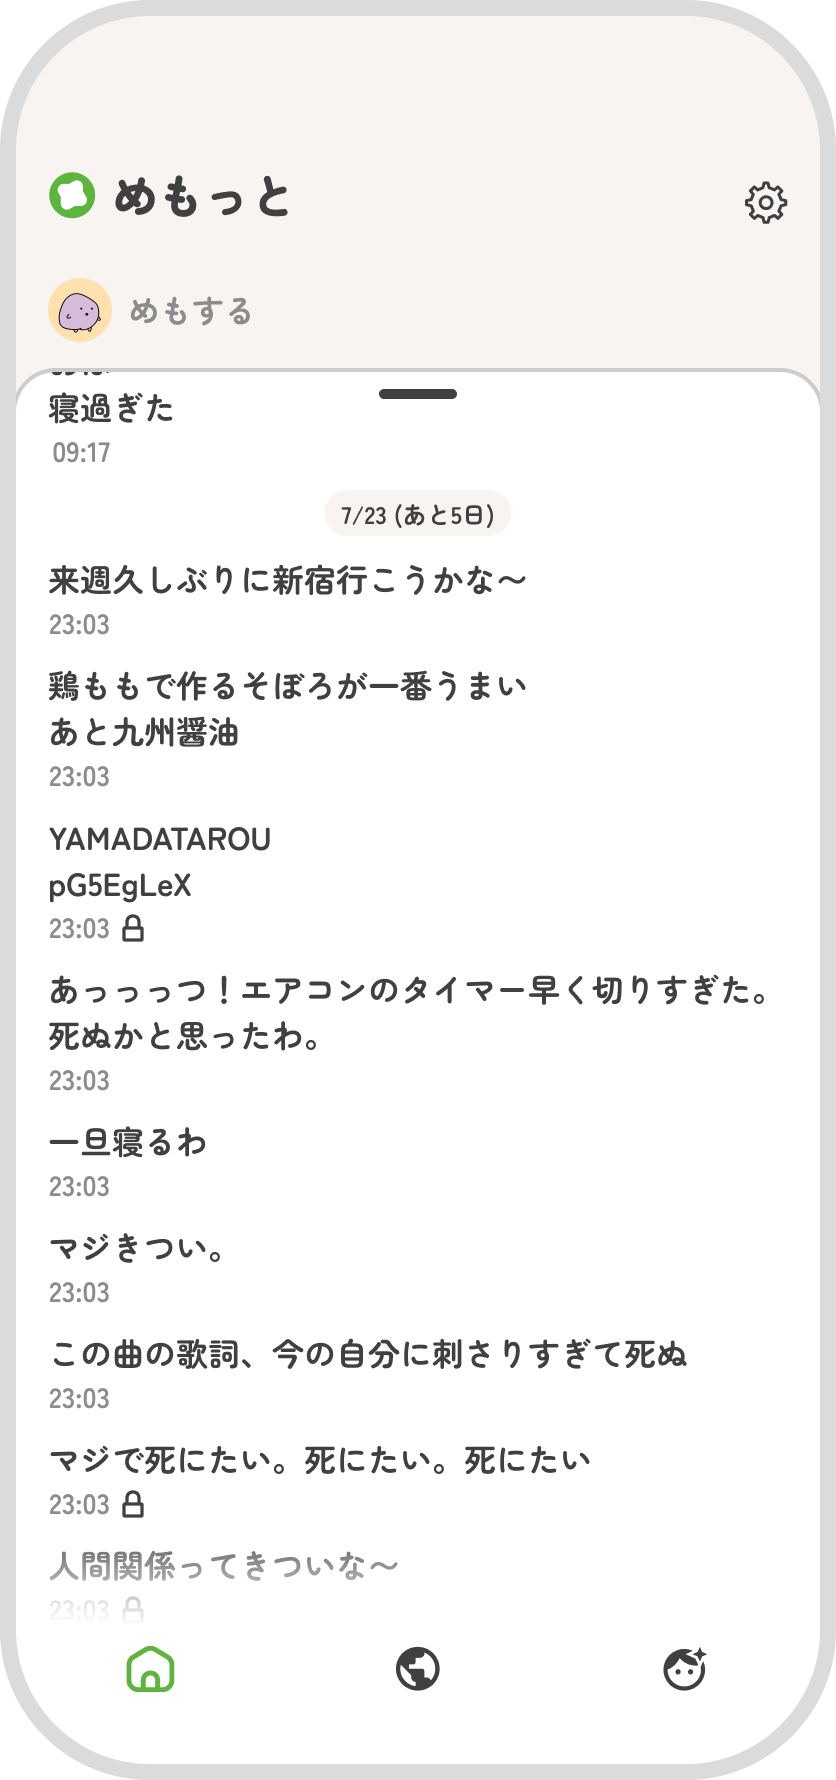 めもっと
めもする
寝過ぎた
09:17
7/23 (あと5日)
来週久しぶりに新宿行こうかな〜
23:03
鶏ももで作るそぼろが一番うまい
あと九州醤油
23:03
YAMADATAROU
pG5EgLeX
23:03
あっっっつ！エアコンのタイマー早く切りすぎた。
死ぬかと思ったわ。
23:03
一旦寝るわ
23:03
マジきつい。
23:03
この曲の歌詞、今の自分に刺さりすぎて死ぬ
23:03
マジで死にたい。死にたい。死にたい
23:03
人間関係ってきついな〜
23:03